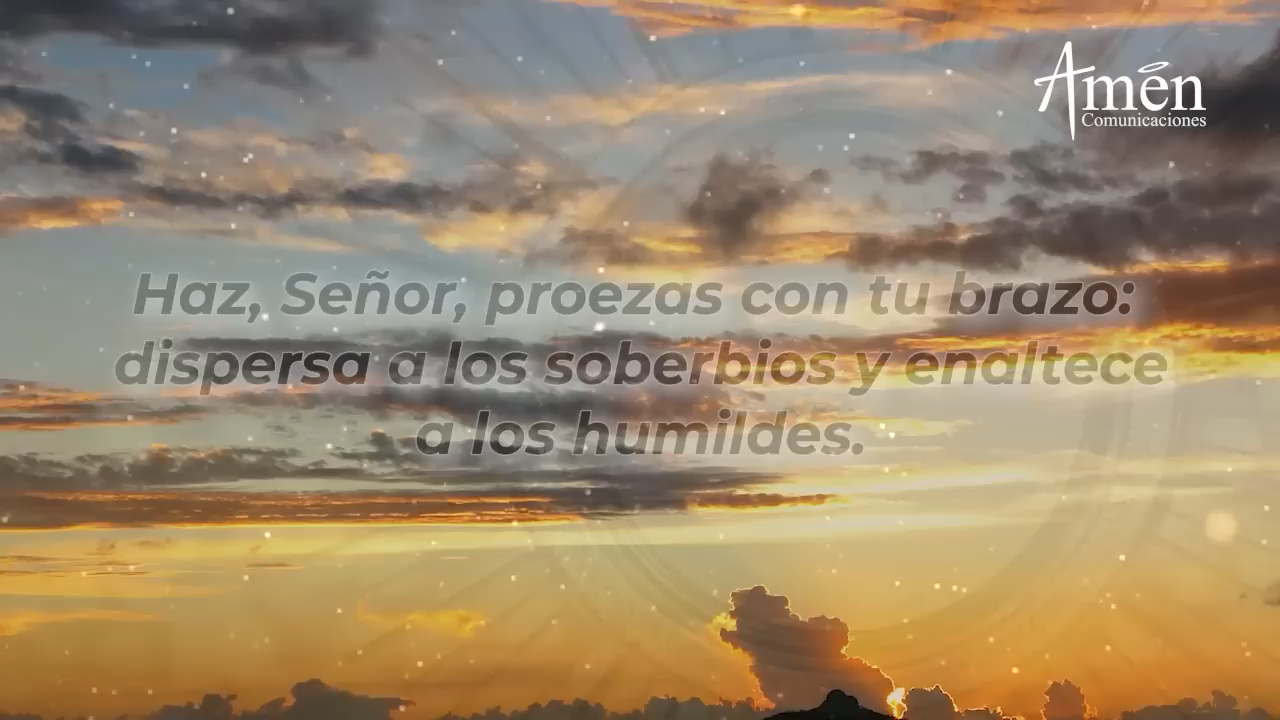 Amén
Comunicaciones
Haz, Señor, proezas con tu brazo:
dispersa a los soberbios y enaltece
a los humildes.